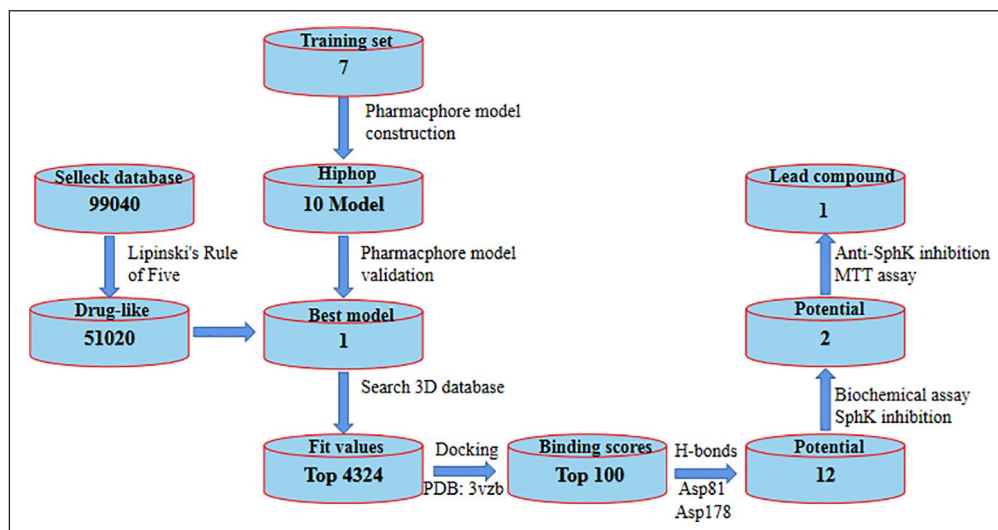 Training set
7
Pharmacphore model
construction
Selleck database
99040
Hiphop
10 Model
Lead compound
1
Lipinski's Rule
of Five
Pharmacphore model
validation
Anti-SphK inhibition
MTT assay
Drug-like
51020
Best model
1
Potential
2
Search 3D database
Biochemical assay
SphK inhibition
Fit values
Top 4324
Docking
PDB: 3vzb
Binding scores
Top 100
H-bonds
Asp81
Asp178
Potential
12